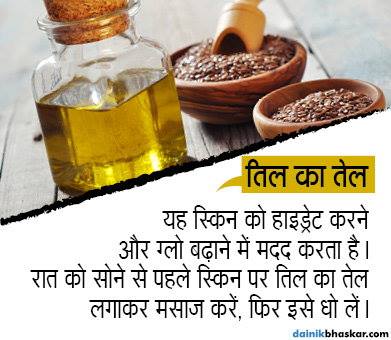 तिल का तेल
यह स्किन को हाइड्रेट करने
और ग्लो बढ़ाने में मदद करता है।
रात को सोने से पहले स्किन पर तिल का तेल
लगाकर मसाज करें, फिर इसे धो लें।
dainikbhaskar.com